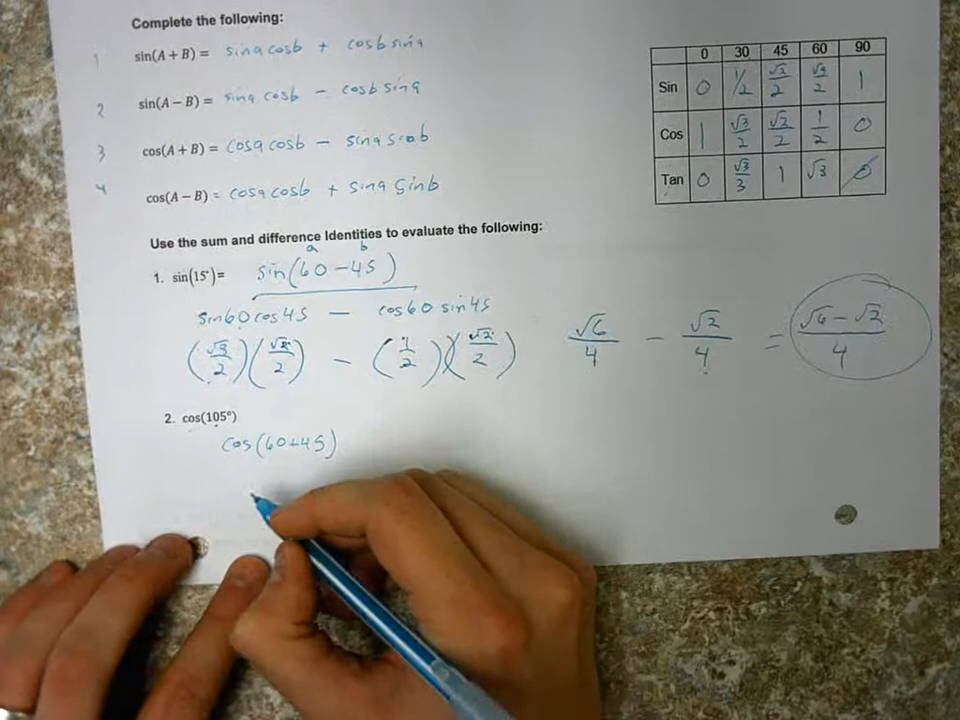 Complete the following:
1 sin(A + B) = sina cosb + cosb sina
2 sin(A − B) = sina cosb − cosb sina
3 cos(A + B) = cosa cosb − sina
4 cos(A − B) = cosa cosb + sina sinb
0 30 45 60 90
Sin 0 1/2 √2/2 /2 1
Cos 1 √3/2 √2/2 1/2 0
Tan 0 √3/3 1 √3 Ø
Use the sum and difference Identities to evaluate the following:
a b
1. sin(15°)= sin(60 − 45)
sin60 cos45 − cos60 sin45
(√3/2)(√2/2) − (1/2)(√2/2) √6/4 − √2/4 = (√6 − √2)/4
2. cos(105°)
cos(60+45)